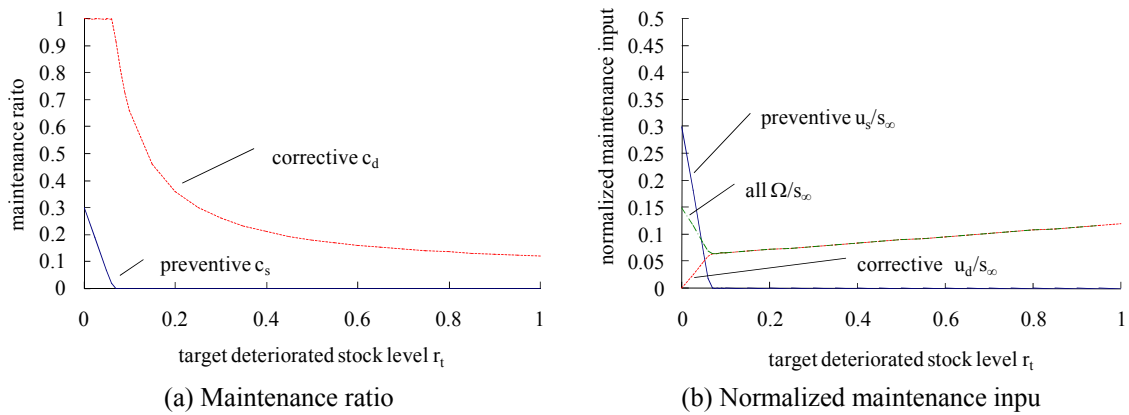 maintenance raito
1
0.9
0.8
0.7
0.6
0.5
0.4
0.3
0.2
0.1
0
corrective c_d
preventive c_s
0 0.2 0.4 0.6 0.8 1
target deteriorated stock level r_t
(a) Maintenance ratio
normalized maintenance input
0.5
0.45
0.4
0.35
0.3
0.25
0.2
0.15
0.1
0.05
0
preventive u_s/s_∞
all Ω/s_∞
corrective u_d/s_∞
0 0.2 0.4 0.6 0.8 1
target deteriorated stock level r_t
(b) Normalized maintenance inpu